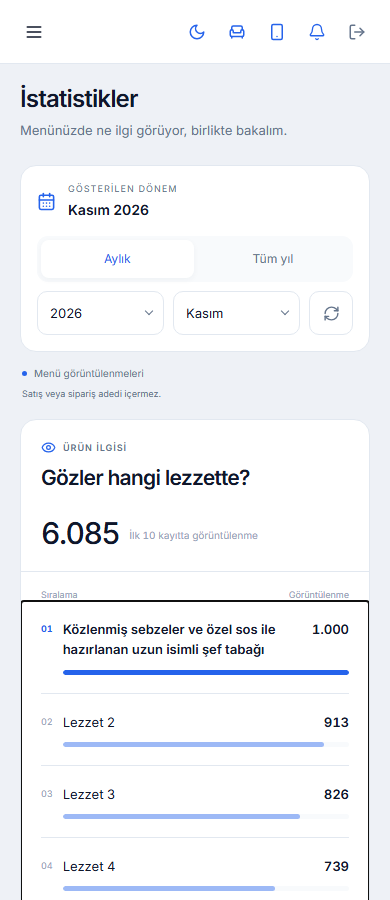 İstatistikler
Menünüzde ne ilgi görüyor, birlikte bakalım.
GÖSTERİLEN DÖNEM
Kasım 2026
Aylık
Tüm yıl
2026
Kasım
Menü görüntülenmeleri
Satış veya sipariş adedi içermez.
ÜRÜN İLGİSİ
Gözler hangi lezzette?
6.085 İlk 10 kayıtta görüntülenme
Sıralama
Görüntülenme
01 Közlenmiş sebzeler ve özel sos ile 1.000
hazırlanan uzun isimli şef tabağı
02 Lezzet 2 913
03 Lezzet 3 826
04 Lezzet 4 739